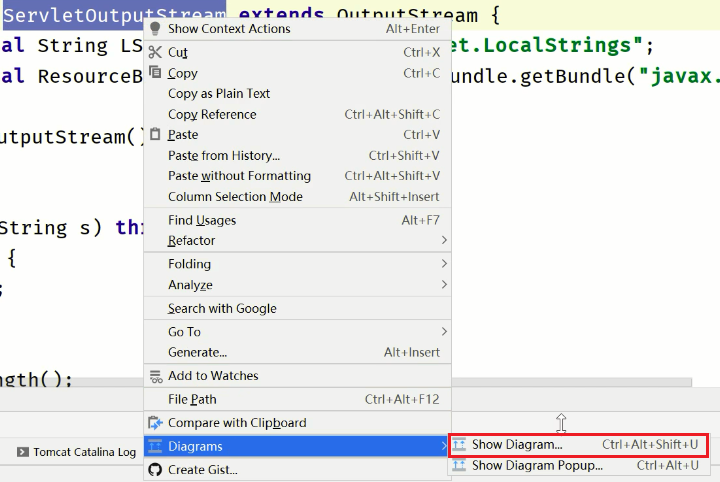 ServletOutputStream extends OutputStream {
al String LS et.LocalStrings";
al ResourceB undle.getBundle("javax.
utputStream()
String s) thi
{
;
ngth();
Show Context Actions Alt+Enter
Cut Ctrl+X
Copy Ctrl+C
Copy as Plain Text
Copy Reference Ctrl+Alt+Shift+C
Paste Ctrl+V
Paste from History... Ctrl+Shift+V
Paste without Formatting Ctrl+Alt+Shift+V
Column Selection Mode Alt+Shift+Insert
Find Usages Alt+F7
Refactor
Folding
Analyze
Search with Google
Go To
Generate... Alt+Insert
Add to Watches
File Path Ctrl+Alt+F12
Compare with Clipboard
Diagrams
Create Gist...
Show Diagram... Ctrl+Alt+Shift+U
Show Diagram Popup... Ctrl+Alt+U
Tomcat Catalina Log